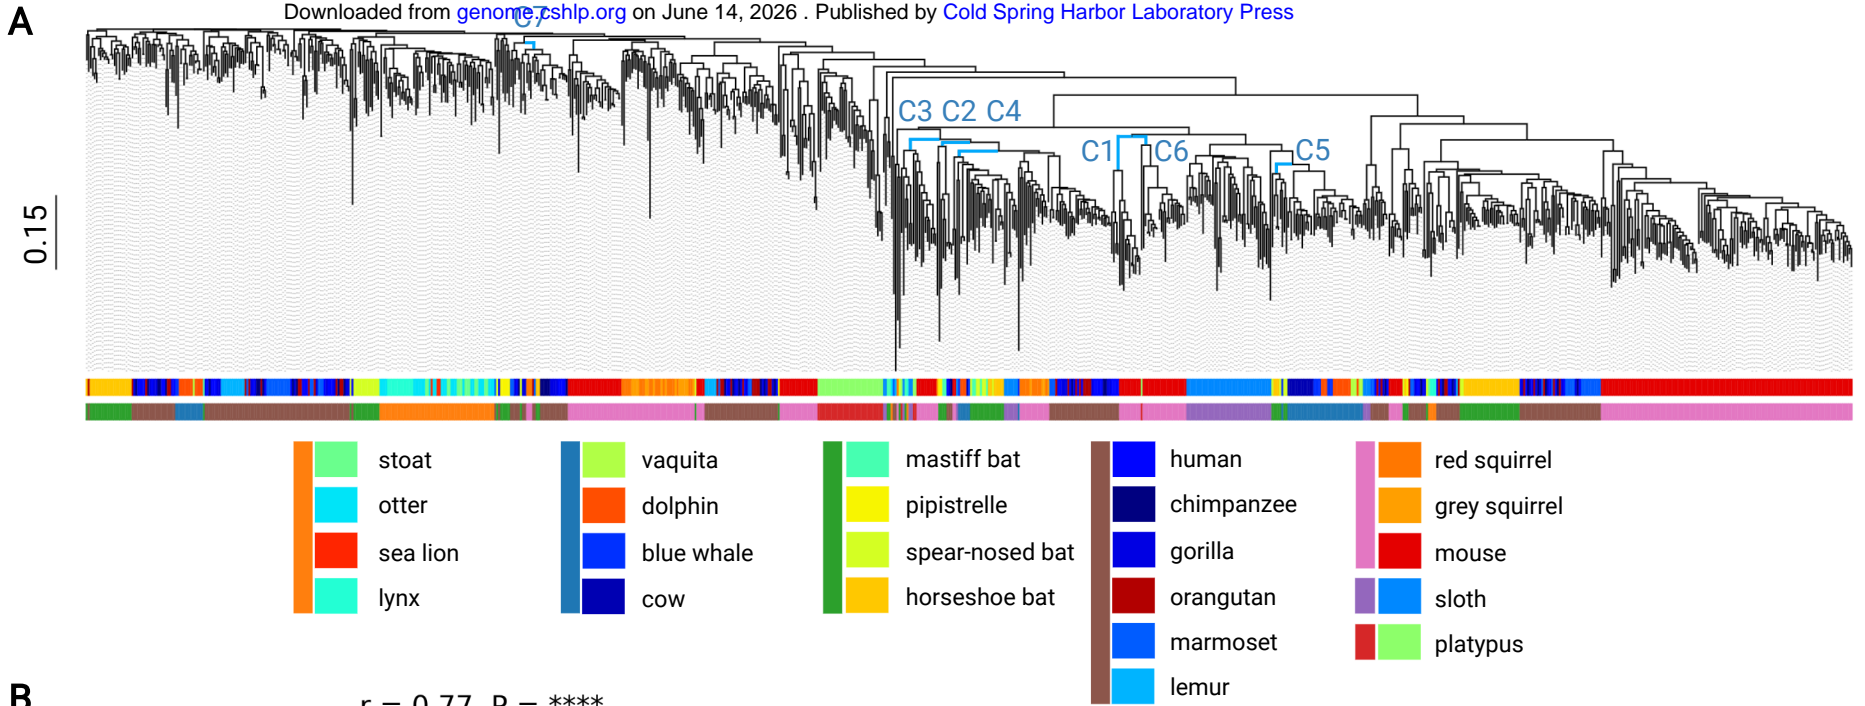 Downloaded from genome.cshlp.org on June 14, 2026 . Published by Cold Spring Harbor Laboratory Press
A
C7
C3 C2 C4
C1 C6 C5
0.15
stoat
otter
sea lion
lynx
vaquita
dolphin
blue whale
cow
mastiff bat
pipistrelle
spear-nosed bat
horseshoe bat
human
chimpanzee
gorilla
orangutan
marmoset
lemur
red squirrel
grey squirrel
mouse
sloth
platypus
B
r = 0.77, P = ****